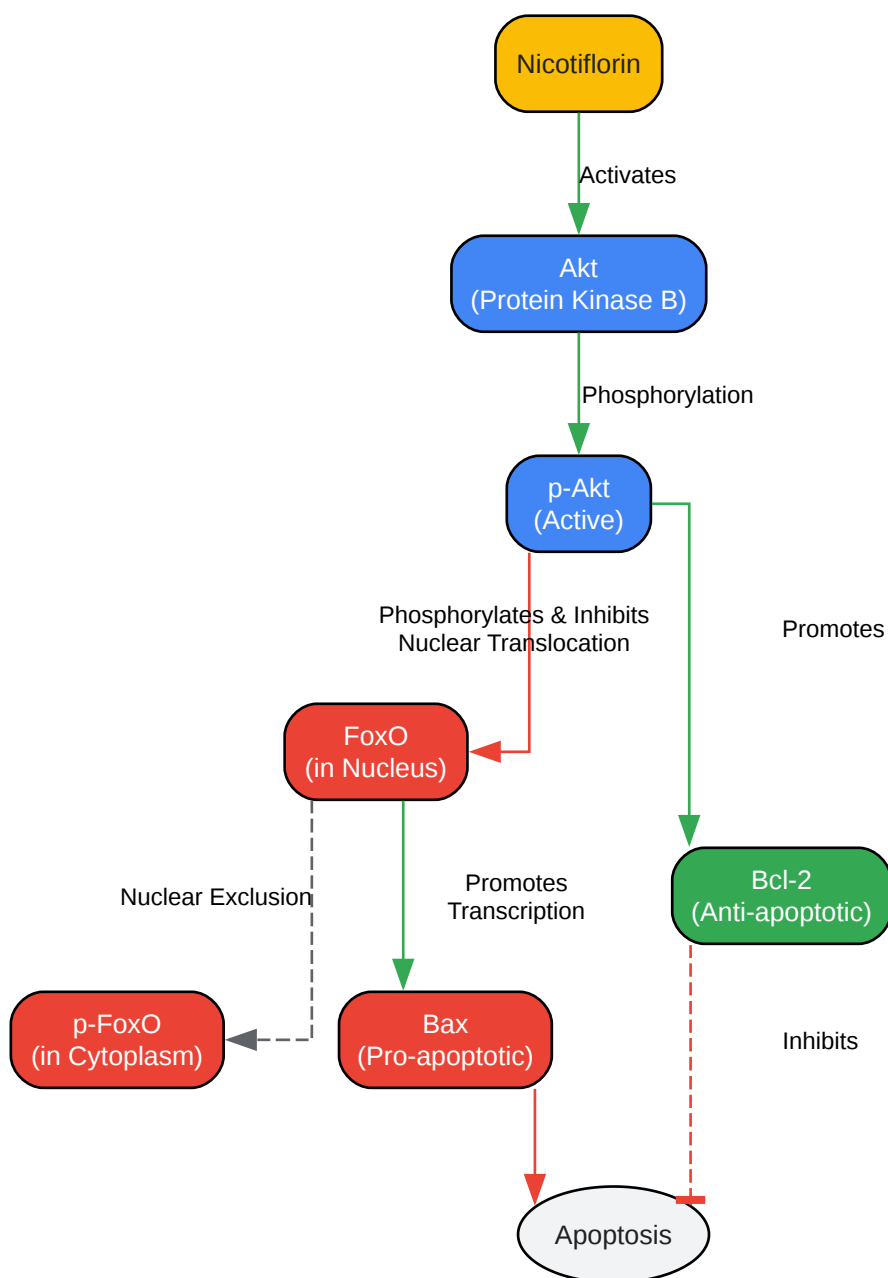 Nicotiflorin
Activates
Akt
(Protein Kinase B)
Phosphorylation
p-Akt
(Active)
Phosphorylates & Inhibits
Nuclear Translocation
Promotes
FoxO
(in Nucleus)
Nuclear Exclusion
Promotes
Transcription
Bcl-2
(Anti-apoptotic)
p-FoxO
(in Cytoplasm)
Bax
(Pro-apoptotic)
Inhibits
Apoptosis